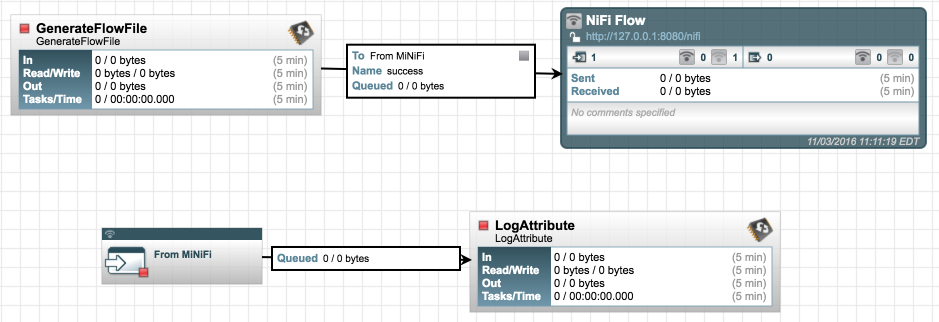 GenerateFlowFile
GenerateFlowFile
In 0 / 0 bytes (5 min)
Read/Write 0 bytes / 0 bytes (5 min)
Out 0 / 0 bytes (5 min)
Tasks/Time 0 / 00:00:00.000 (5 min)
To From MiNiFi
Name success
Queued 0 / 0 bytes
NiFi Flow
http://127.0.0.1:8080/nifi
1 0 1 0 0 0
Sent 0 / 0 bytes (5 min)
Received 0 / 0 bytes (5 min)
No comments specified
11/03/2016 11:11:19 EDT
From MiNiFi
Queued 0 / 0 bytes
LogAttribute
LogAttribute
In 0 / 0 bytes (5 min)
Read/Write 0 bytes / 0 bytes (5 min)
Out 0 / 0 bytes (5 min)
Tasks/Time 0 / 00:00:00.000 (5 min)